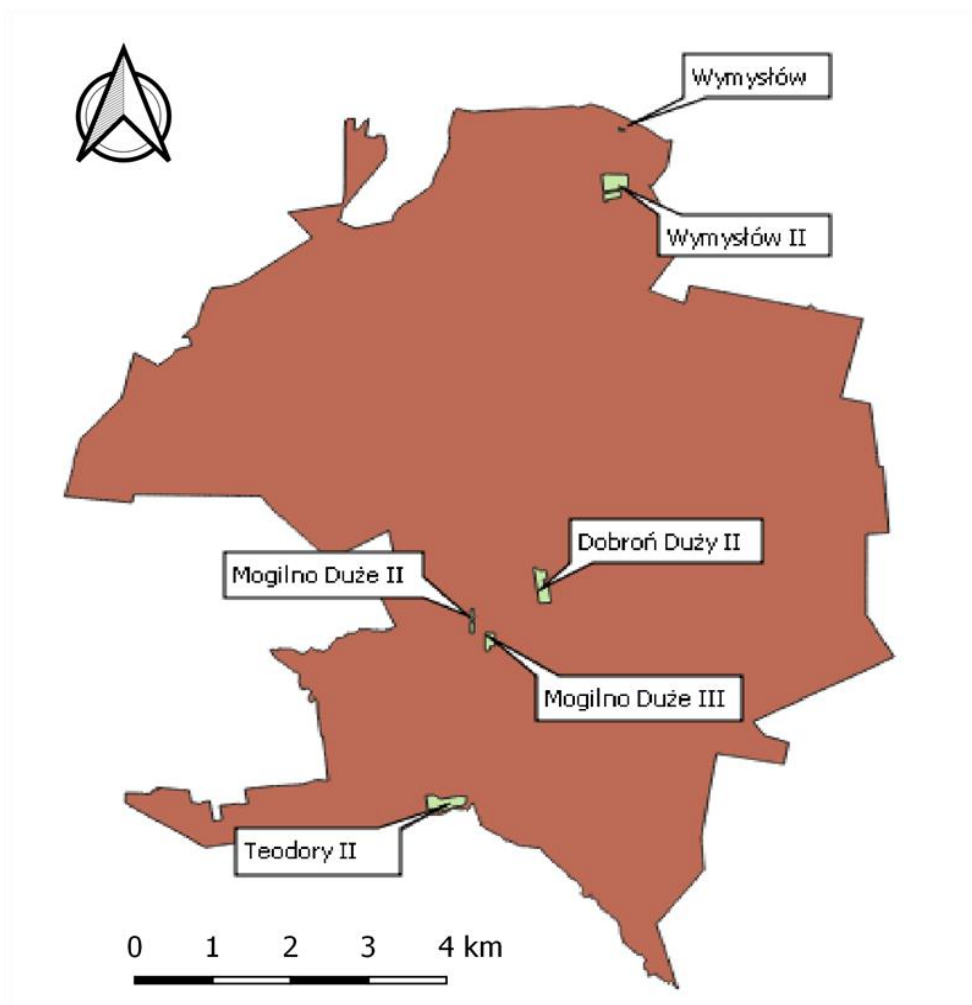 Wymysłów
Wymysłów II
Dobroń Duży II
Mogilno Duże II
Mogilno Duże III
Teodory II
0 1 2 3 4 km